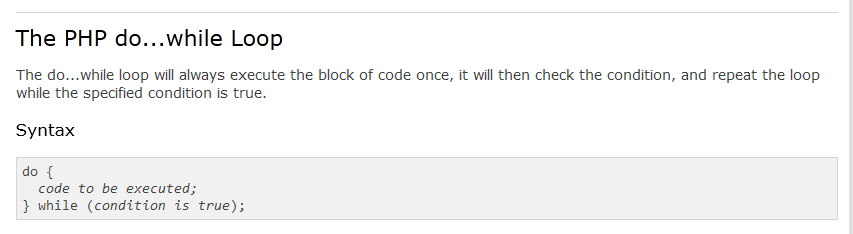 The PHP do...while Loop
The do...while loop will always execute the block of code once, it will then check the condition, and repeat the loop
while the specified condition is true.
Syntax
do {
  code to be executed;
} while (condition is true);